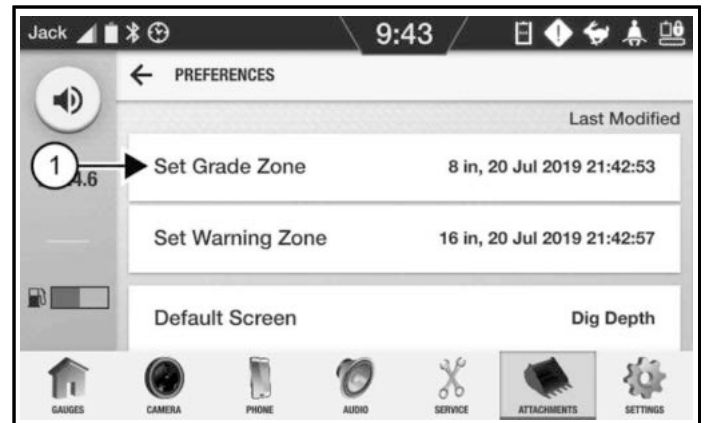 Jack 9:43
PREFERENCES
Last Modified
1
Set Grade Zone 8 in, 20 Jul 2019 21:42:53
Set Warning Zone 16 in, 20 Jul 2019 21:42:57
Default Screen Dig Depth
GAUGES CAMERA PHONE AUDIO SERVICE ATTACHMENTS SETTINGS